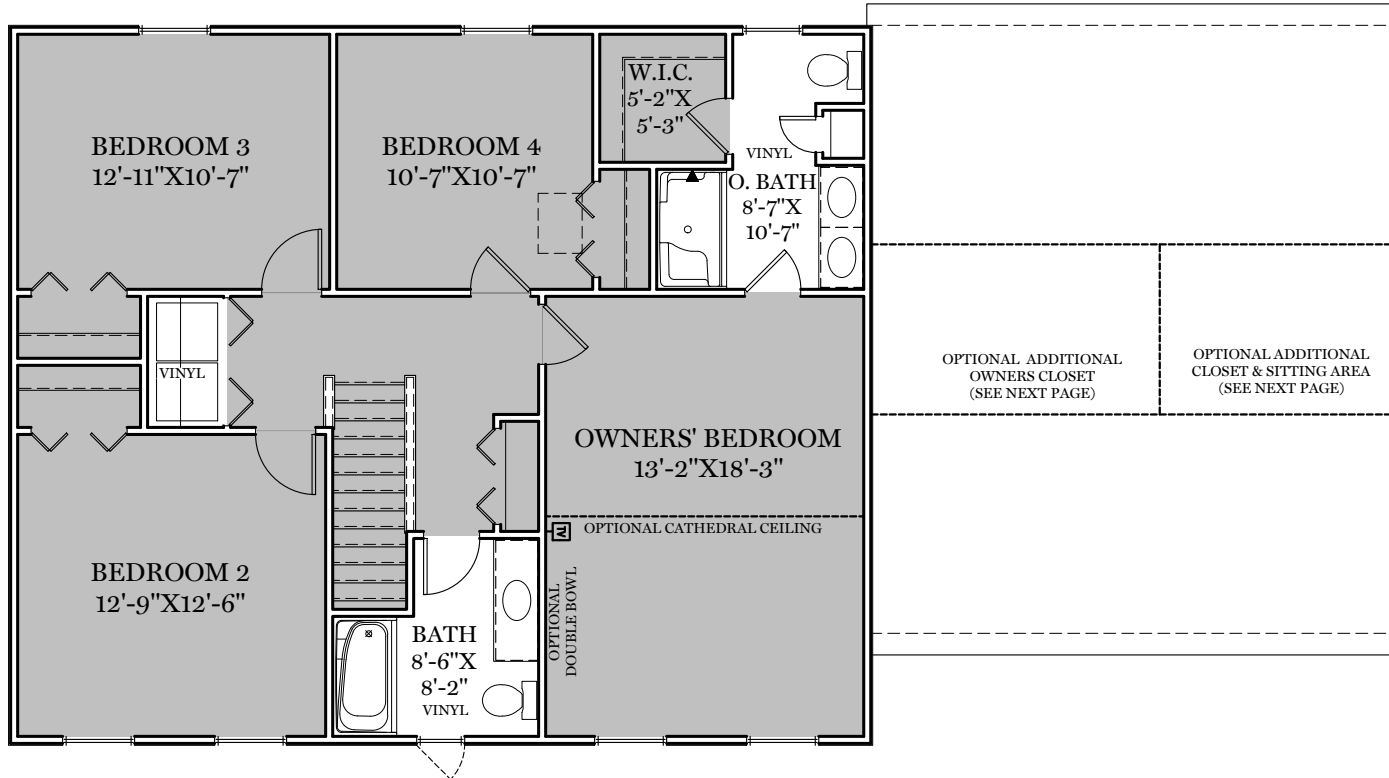 BEDROOM 3
12'-11"X10'-7"
BEDROOM 4
10'-7"X10'-7"
W.I.C.
5'-2"X
5'-3"
VINYL
O. BATH
8'-7"X
10'-7"
VINYL
OPTIONAL ADDITIONAL
OWNERS CLOSET
(SEE NEXT PAGE)
OPTIONAL ADDITIONAL
CLOSET & SITTING AREA
(SEE NEXT PAGE)
OWNERS' BEDROOM
13'-2"X18'-3"
TV
OPTIONAL CATHEDRAL CEILING
BEDROOM 2
12'-9"X12'-6"
OPTIONAL
DOUBLE BOWL
BATH
8'-6"X
8'-2"
VINYL